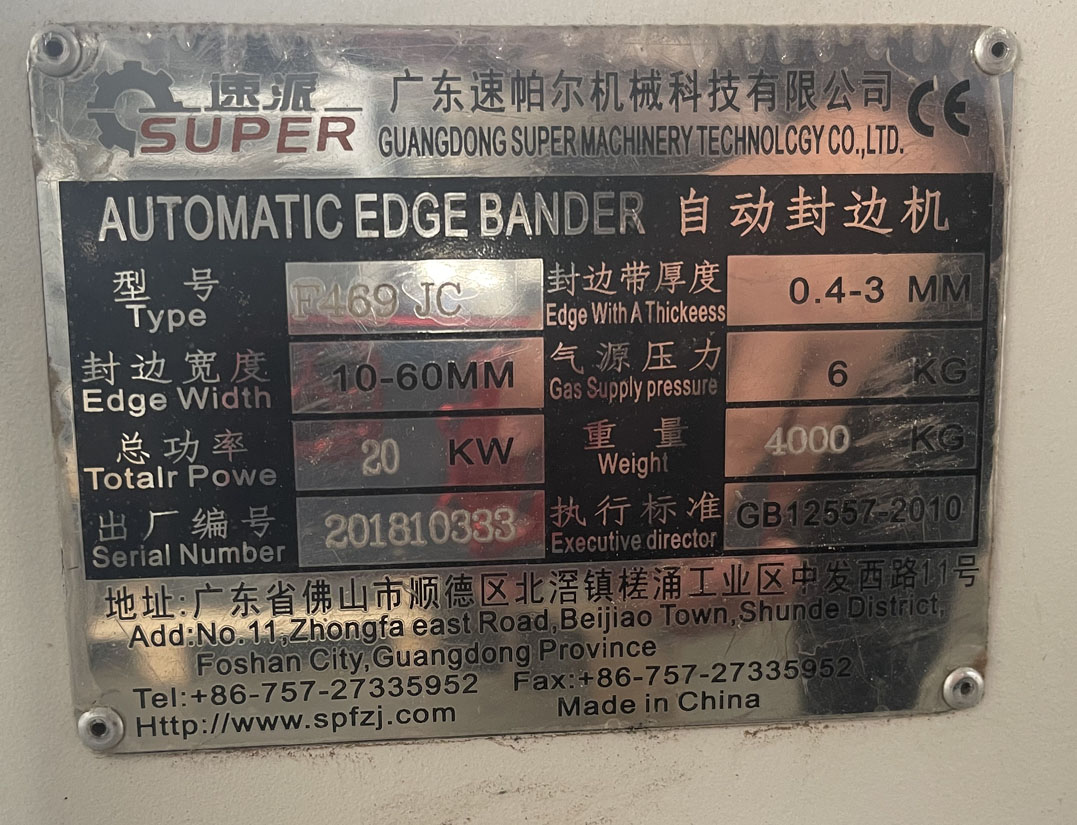 速派
SUPER
广东速帕尔机械科技有限公司
GUANGDONG SUPER MACHINERY TECHNOLCGY CO.,LTD.
CE
AUTOMATIC EDGE BANDER 自动封边机
型号 F469 JC 封边带厚度 0.4-3 MM
Type Edge With A Thickeess
封边宽度 10-60MM 气源压力 6 KG
Edge Width Gas Supply pressure
总功率 20 KW 重量 4000 KG
Totalr Powe Weight
出厂编号 201810333 执行标准 GB12557-2010
Serial Number Executive director
地址:广东省佛山市顺德区北滘镇槎涌工业区中发西路11号
Add:No.11,Zhongfa east Road,Beijiao Town,Shunde District,
Foshan City,Guangdong Province
Tel:+86-757-27335952 Fax:+86-757-27335952
Http://www.spfzj.com Made in China